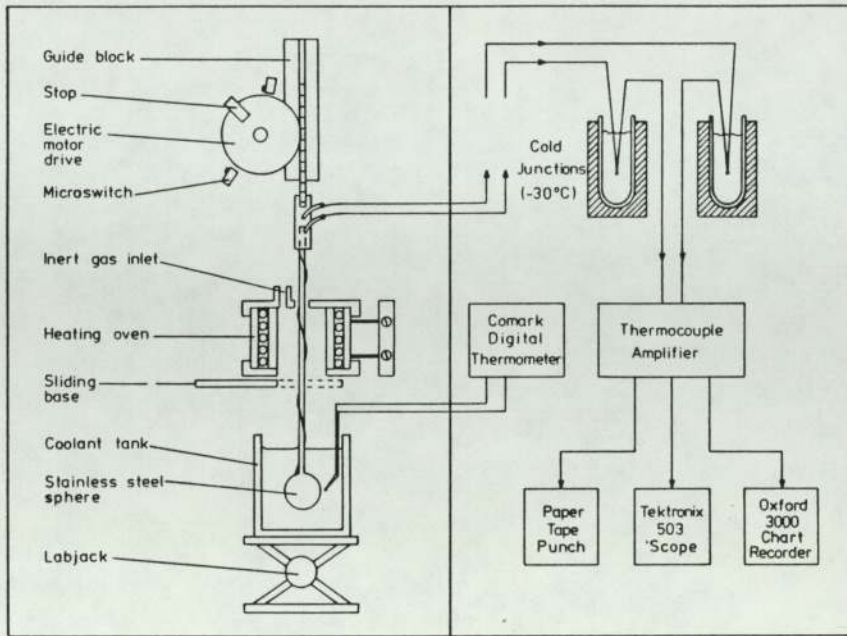 Guide block
Stop
Electric
motor
drive
Microswitch
Inert gas inlet
Heating oven
Sliding
base
Coolant tank
Stainless steel
sphere
Labjack
Cold
Junctions
(-30°C)
Comark
Digital
Thermometer
Thermocouple
Amplifier
Paper
Tape
Punch
Tektronix
503
'Scope
Oxford
3000
Chart
Recorder